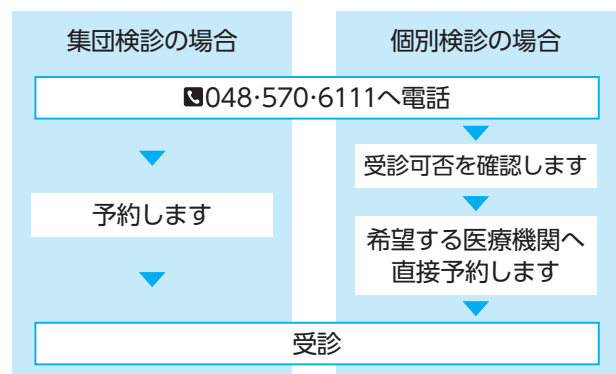 集団検診の場合
個別検診の場合
048·570·6111へ電話
受診可否を確認します
予約します
希望する医療機関へ
直接予約します
受診